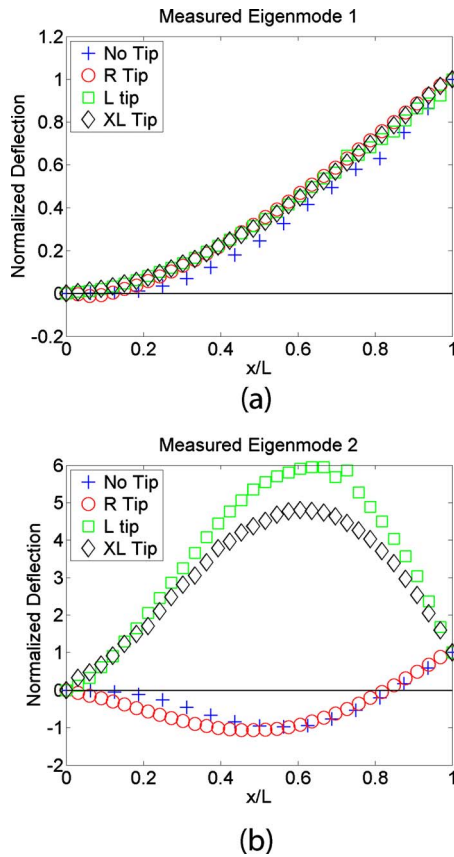 Measured Eigenmode 1
1.2
1
0.8
0.6
0.4
0.2
0
-0.2
Normalized Deflection
No Tip
R Tip
L tip
XL Tip
0 0.2 0.4 0.6 0.8 1
x/L
(a)
Measured Eigenmode 2
6
5
4
3
2
1
0
-1
-2
Normalized Deflection
No Tip
R Tip
L tip
XL Tip
0 0.2 0.4 0.6 0.8 1
x/L
(b)